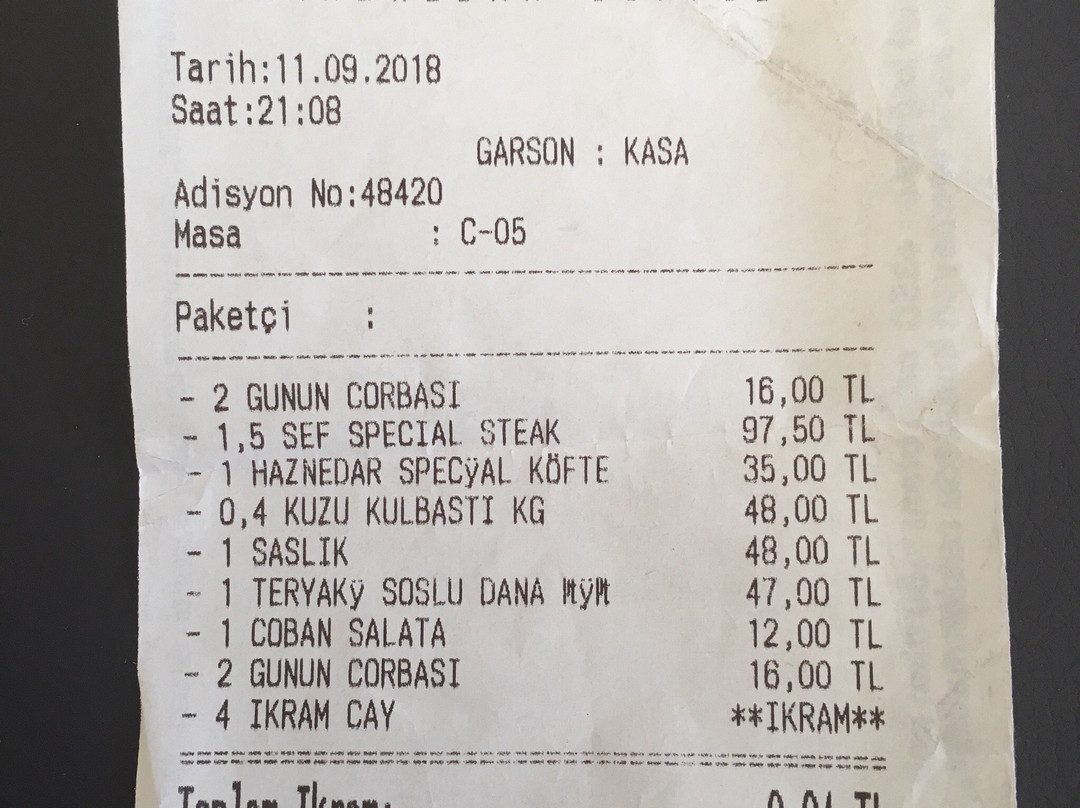 Tarih:11.09.2018
Saat:21:08
GARSON : KASA
Adisyon No:48420
Masa : C-05
Paketçi :
- 2 GUNUN CORBASI 16,00 TL
- 1,5 SEF SPECIAL STEAK 97,50 TL
- 1 HAZNEDAR SPECÿAL KÖFTE 35,00 TL
- 0,4 KUZU KULBASTI KG 48,00 TL
- 1 SASLIK 48,00 TL
- 1 TERYAKÿ SOSLU DANA 47,00 TL
- 1 COBAN SALATA 12,00 TL
- 2 GUNUN CORBASI 16,00 TL
- 4 IKRAM CAY **IKRAM**
Toplam Ikram: